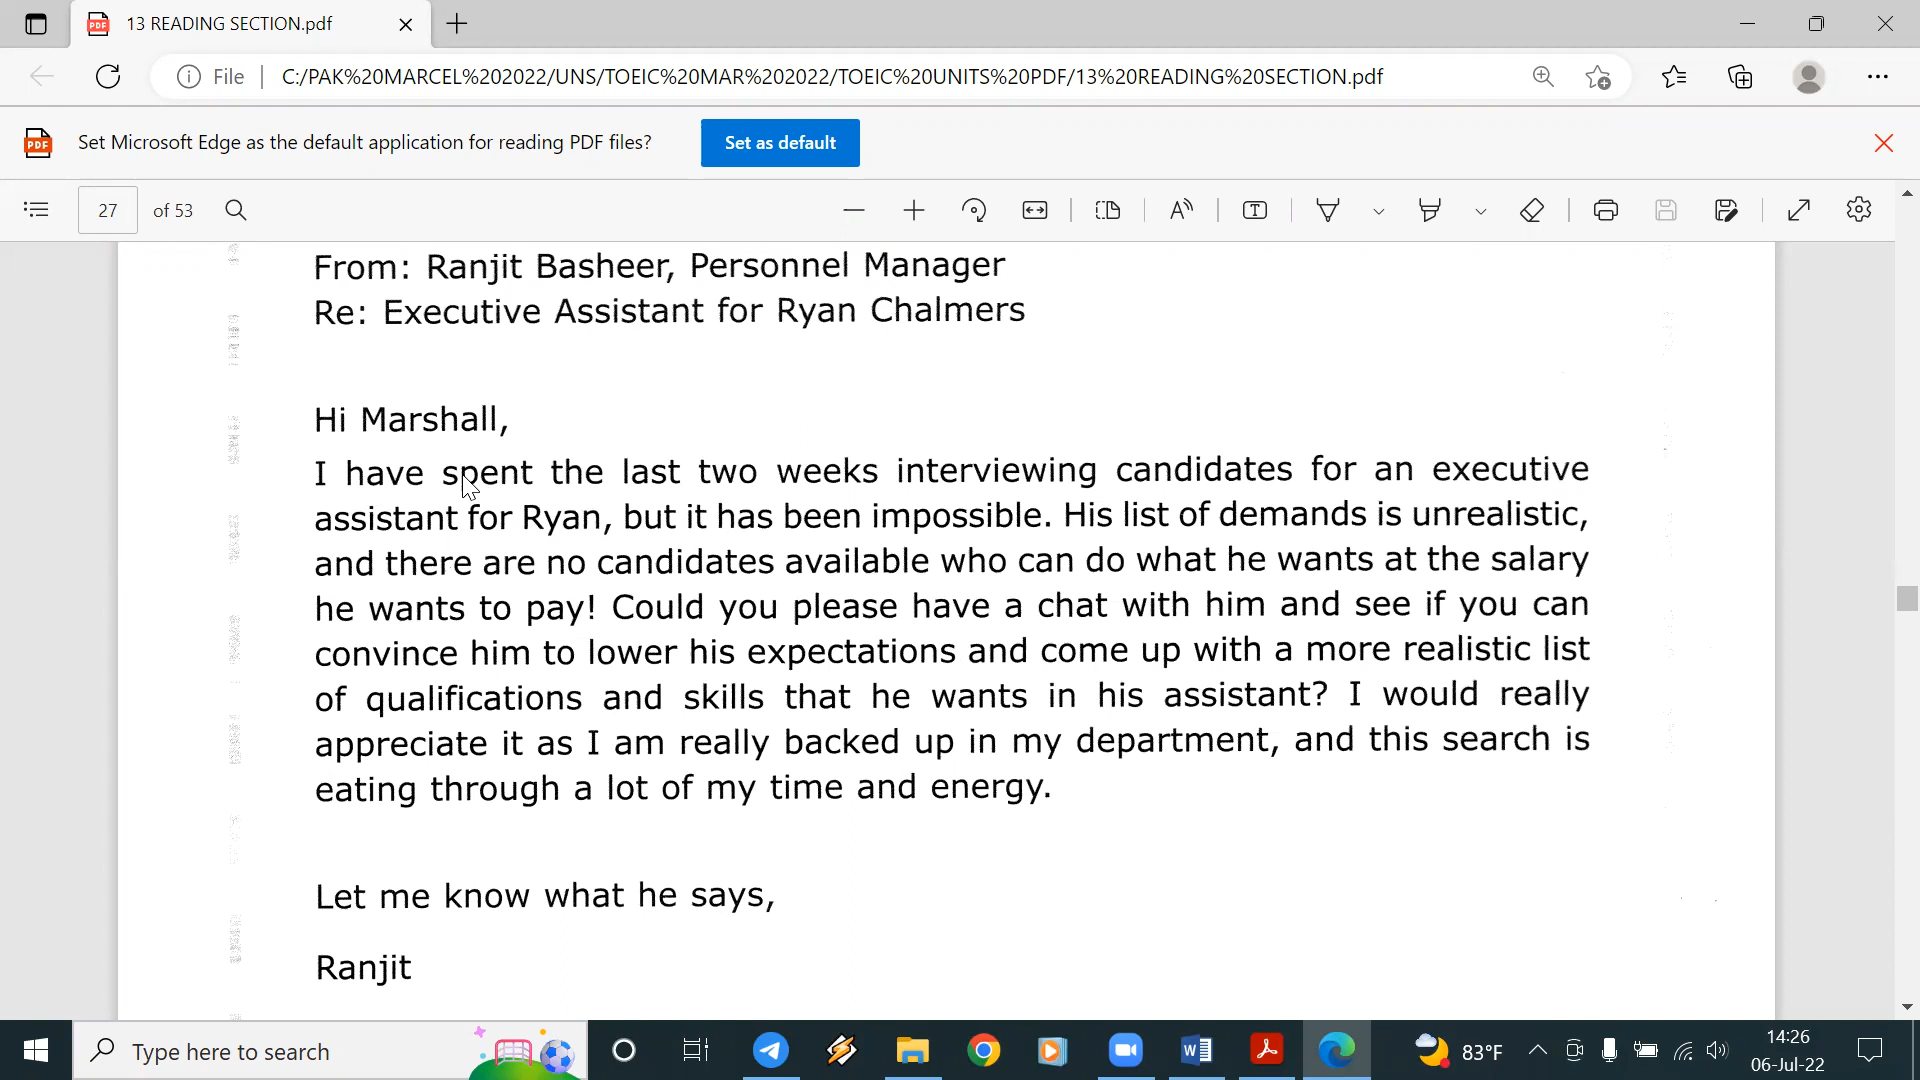 13 READING SECTION.pdf
File
C:/PAK%20MARCEL%202022/UNS/TOEIC%20MAR%202022/TOEIC%20UNITS%20PDF/13%20READING%20SECTION.pdf
PDF
Set Microsoft Edge as the default application for reading PDF files?
Set as default
27 of 53
From: Ranjit Basheer, Personnel Manager
Re: Executive Assistant for Ryan Chalmers
Hi Marshall,
I have spent the last two weeks interviewing candidates for an executive
assistant for Ryan, but it has been impossible. His list of demands is unrealistic,
and there are no candidates available who can do what he wants at the salary
he wants to pay! Could you please have a chat with him and see if you can
convince him to lower his expectations and come up with a more realistic list
of qualifications and skills that he wants in his assistant? I would really
appreciate it as I am really backed up in my department, and this search is
eating through a lot of my time and energy.
Let me know what he says,
Ranjit
Type here to search
83°F
14:26
06-Jul-22